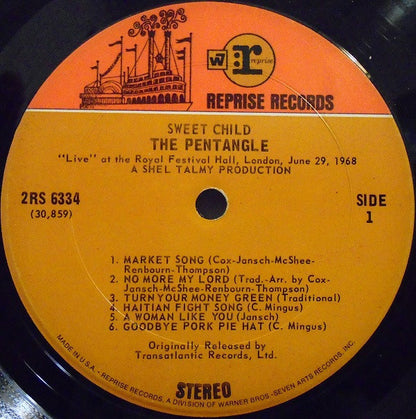 W7 r: reprise
REPRISE RECORDS
SWEET CHILD
THE PENTANGLE
"Live" at the Royal Festival Hall, London, June 29, 1968
A SHEL TALMY PRODUCTION
2RS 6334
(30,859)
SIDE
1
1. MARKET SONG (Cox-Jansch-McShee-
Renbourn-Thompson)
2. NO MORE MY LORD (Trad.-Arr. by Cox-
Jansch-McShee-Renbourn-Thompson)
3. TURN YOUR MONEY GREEN (Traditional)
4. HAITIAN FIGHT SONG (C. Mingus)
5. A WOMAN LIKE YOU (Jansch)
6. GOODBYE PORK PIE HAT (C. Mingus)
Originally Released by
Transatlantic Records, Ltd.
STEREO
MADE IN U.S.A. - REPRISE RECORDS, A DIVISION OF WARNER BROS.-SEVEN ARTS RECORDS, INC.